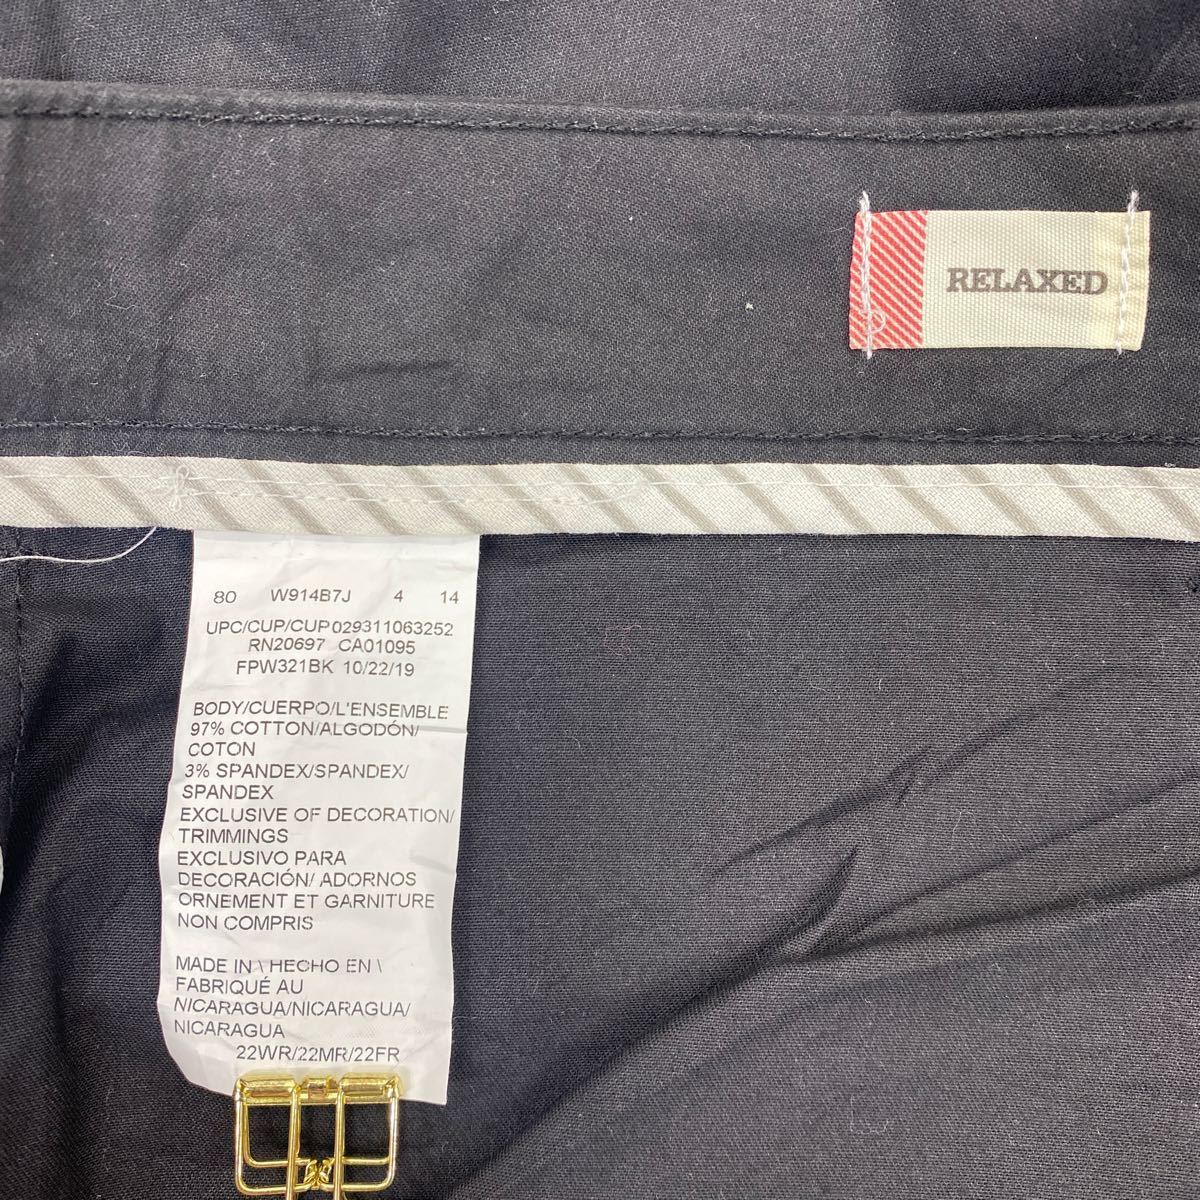 RELAXED
80 W914B7J 4 14
UPC/CUP/CUP029311063252
RN20697 CA01095
FPW321BK 10/22/19
BODY/CUERPO/L'ENSEMBLE
97% COTTON/ALGODÓN/
COTON
3% SPANDEX/SPANDEX/
SPANDEX
EXCLUSIVE OF DECORATION/
TRIMMINGS
EXCLUSIVO PARA
DECORACIÓN/ ADORNOS
ORNEMENT ET GARNITURE
NON COMPRIS
MADE IN \ HECHO EN \
FABRIQUÉ AU
NICARAGUA/NICARAGUA/
NICARAGUA
22WR/22MR/22FR